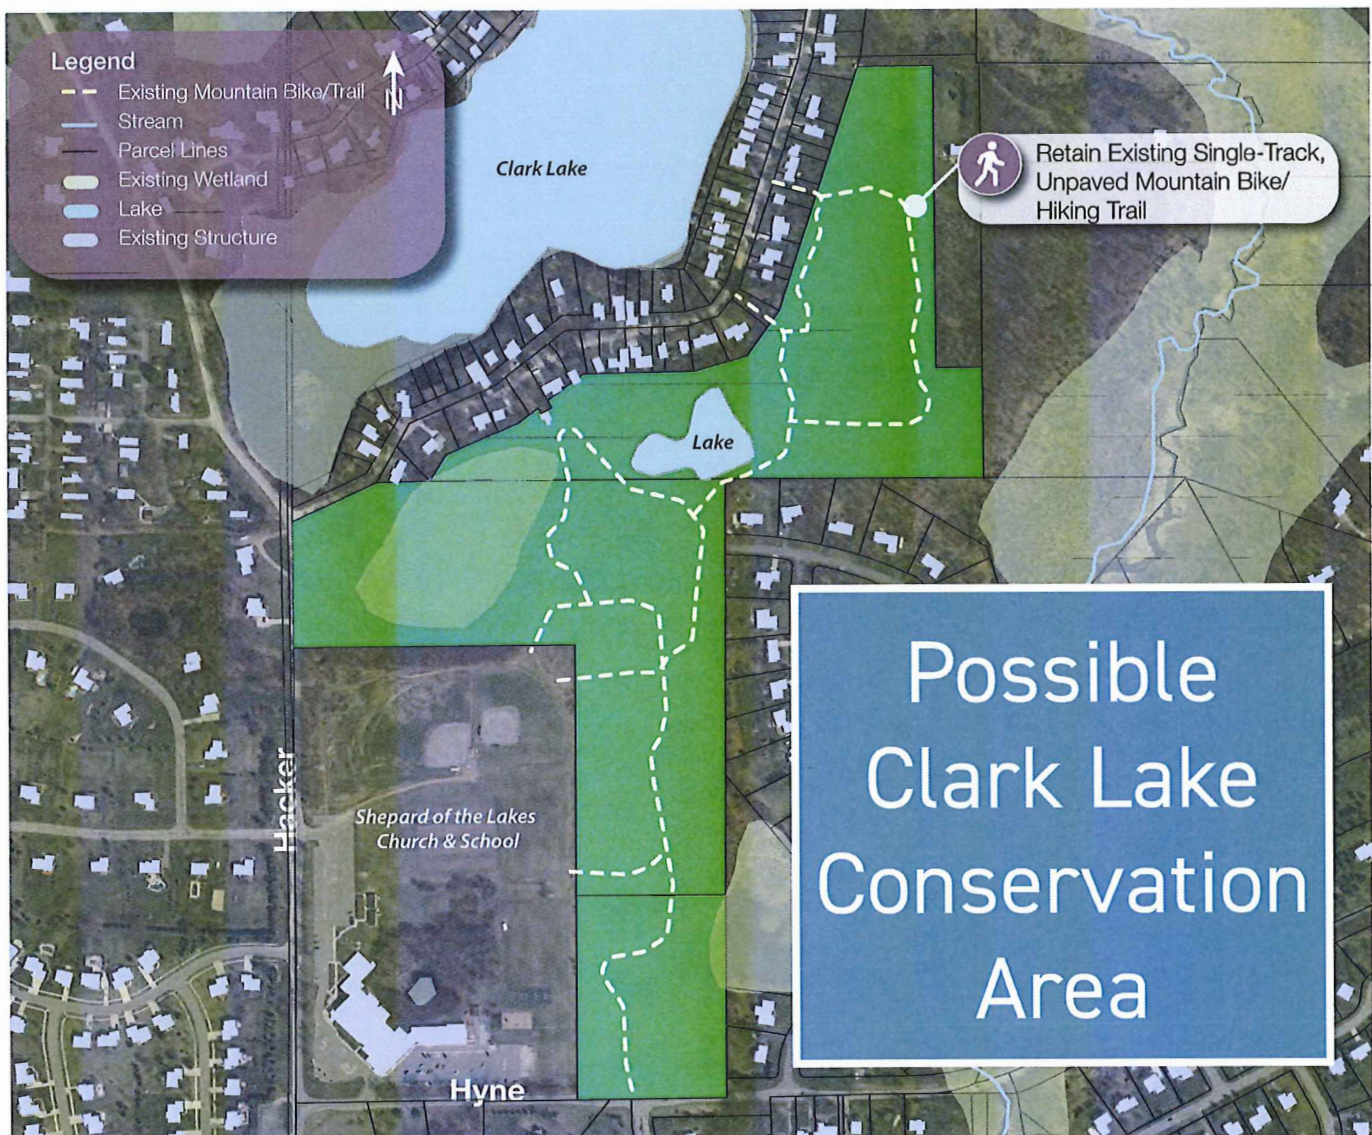 Legend
Existing Mountain Bike/Trail
Stream
Parcel Lines
Existing Wetland
Lake
Existing Structure
N
Clark Lake
Retain Existing Single-Track,
Unpaved Mountain Bike/
Hiking Trail
Lake
Hacker
Shepard of the Lakes
Church & School
Hyne
Possible
Clark Lake
Conservation
Area